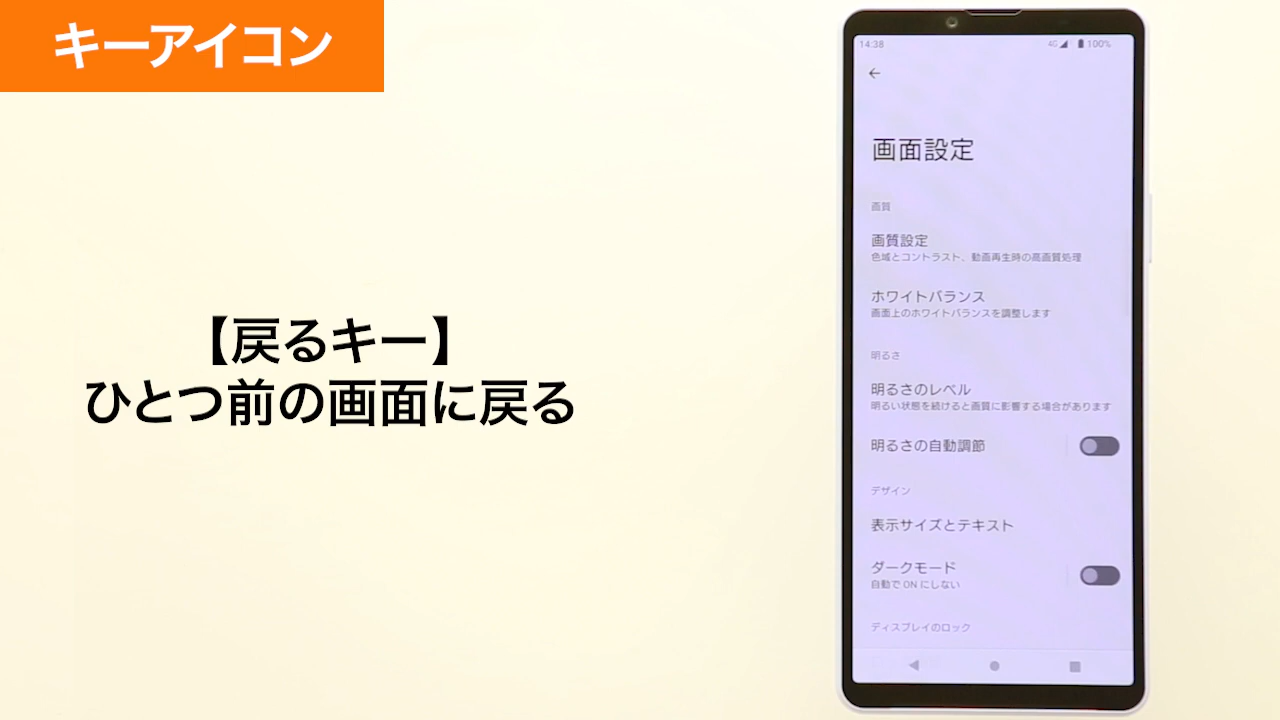 キーアイコン
【戻るキー】
ひとつ前の画面に戻る
14:38
4G 100%
画面設定
画質
画質設定
色域とコントラスト、動画再生時の高画質処理
ホワイトバランス
画面上のホワイトバランスを調整します
明るさ
明るさのレベル
明るい状態を続けると画質に影響する場合があります
明るさの自動調節
デザイン
表示サイズとテキスト
ダークモード
自動で ON にしない
ディスプレイのロック